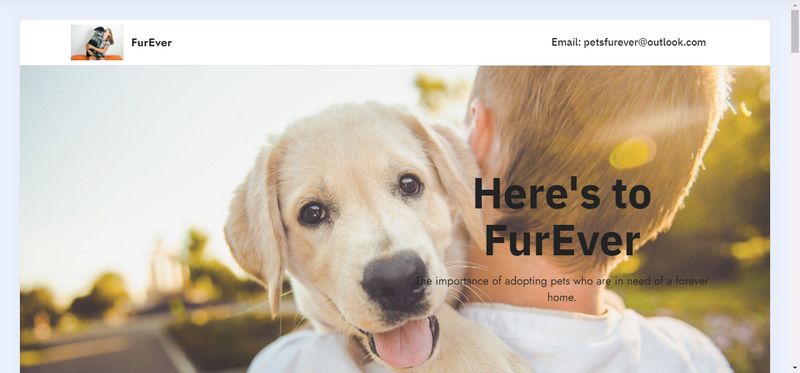 FurEver
Email: petsfurever@outlook.com
Here's to
FurEver
The importance of adopting pets who are in need of a forever
home.